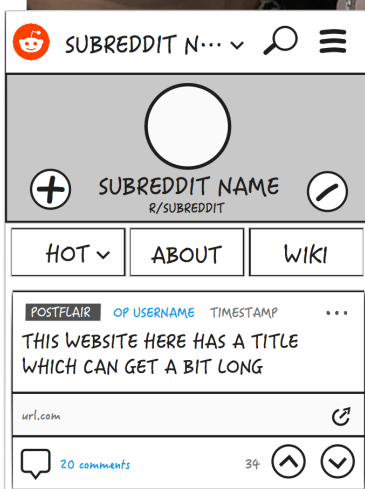 SUBREDDIT N...
SUBREDDIT NAME
R/SUBREDDIT
HOT
ABOUT
WIKI
POSTFLAIR OP USERNAME TIMESTAMP
THIS WEBSITE HERE HAS A TITLE
WHICH CAN GET A BIT LONG
url.com
20 comments
34